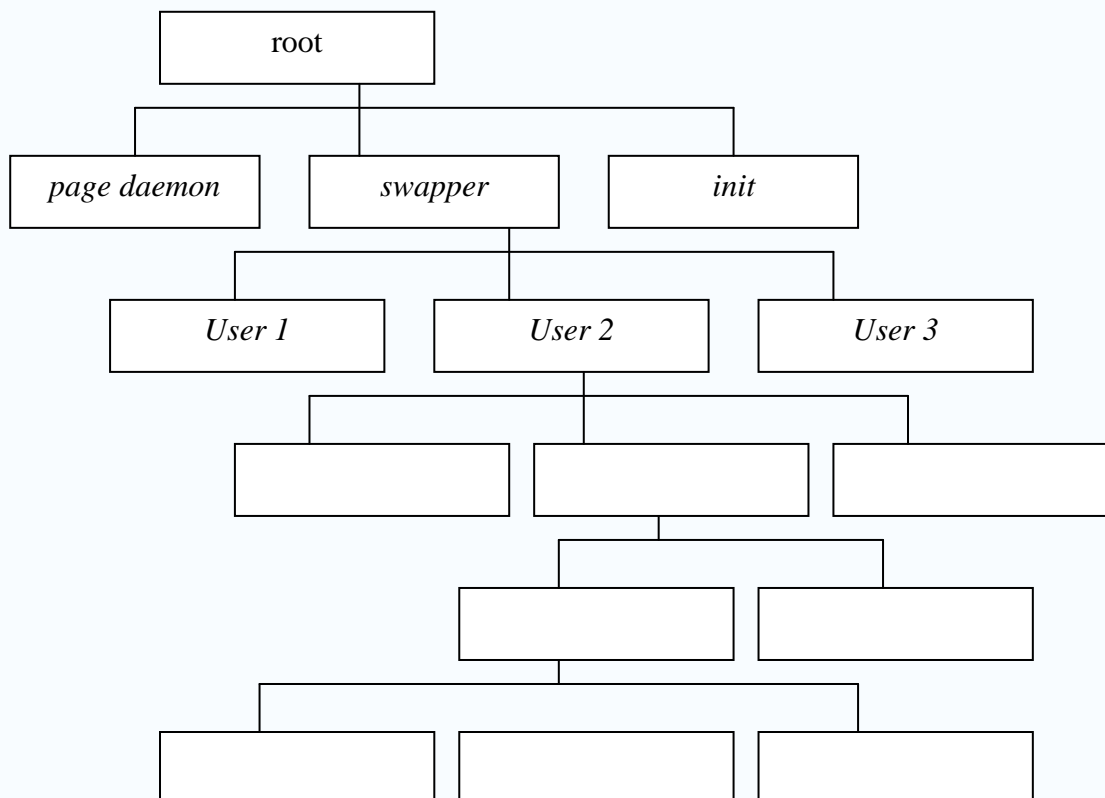 root
page daemon
swapper
init
User 1
User 2
User 3